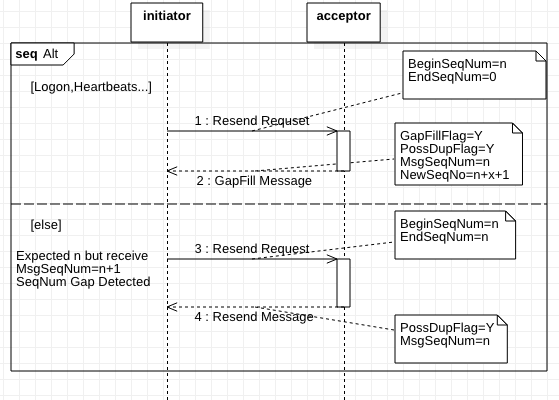 initiator
acceptor
seq Alt
[Logon,Heartbeats...]
BeginSeqNum=n
EndSeqNum=0
1 : Resend Requset
GapFillFlag=Y
PossDupFlag=Y
MsgSeqNum=n
NewSeqNo=n+x+1
2 : GapFill Message
[else]
BeginSeqNum=n
EndSeqNum=n
Expected n but receive
MsgSeqNum=n+1
SeqNum Gap Detected
3 : Resend Request
4 : Resend Message
PossDupFlag=Y
MsgSeqNum=n